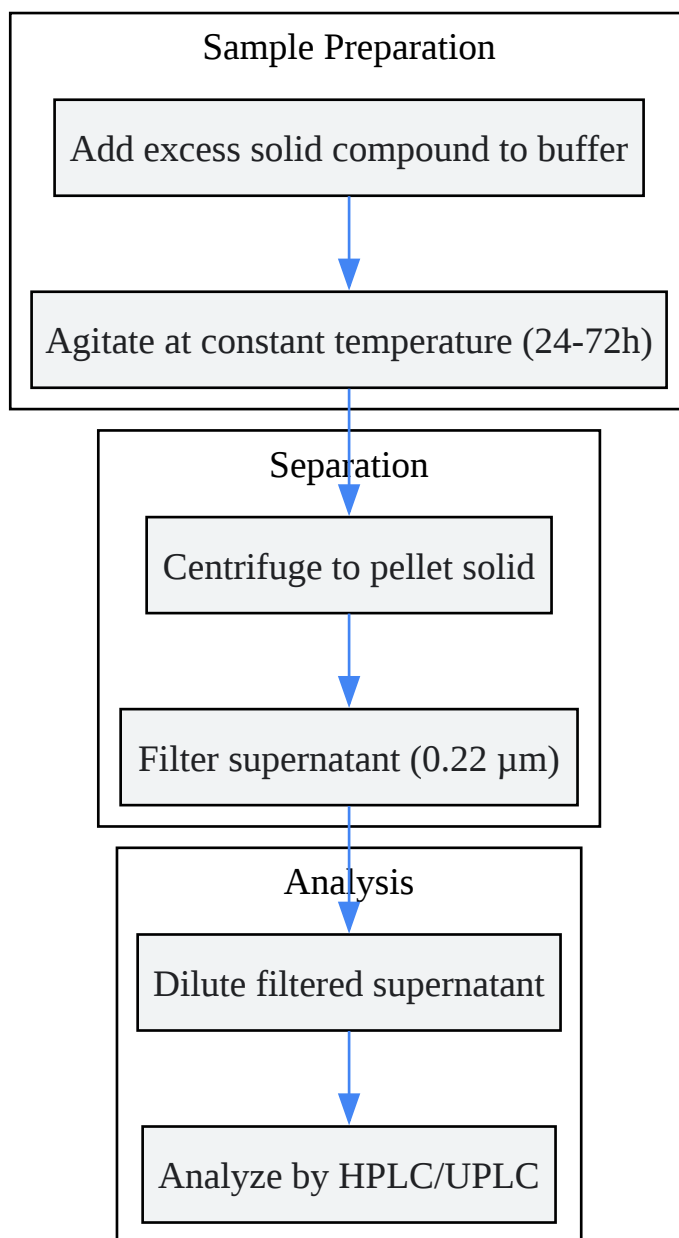 Sample Preparation
Add excess solid compound to buffer
Agitate at constant temperature (24-72h)
Separation
Centrifuge to pellet solid
Filter supernatant (0.22 µm)
Analysis
Dilute filtered supernatant
Analyze by HPLC/UPLC